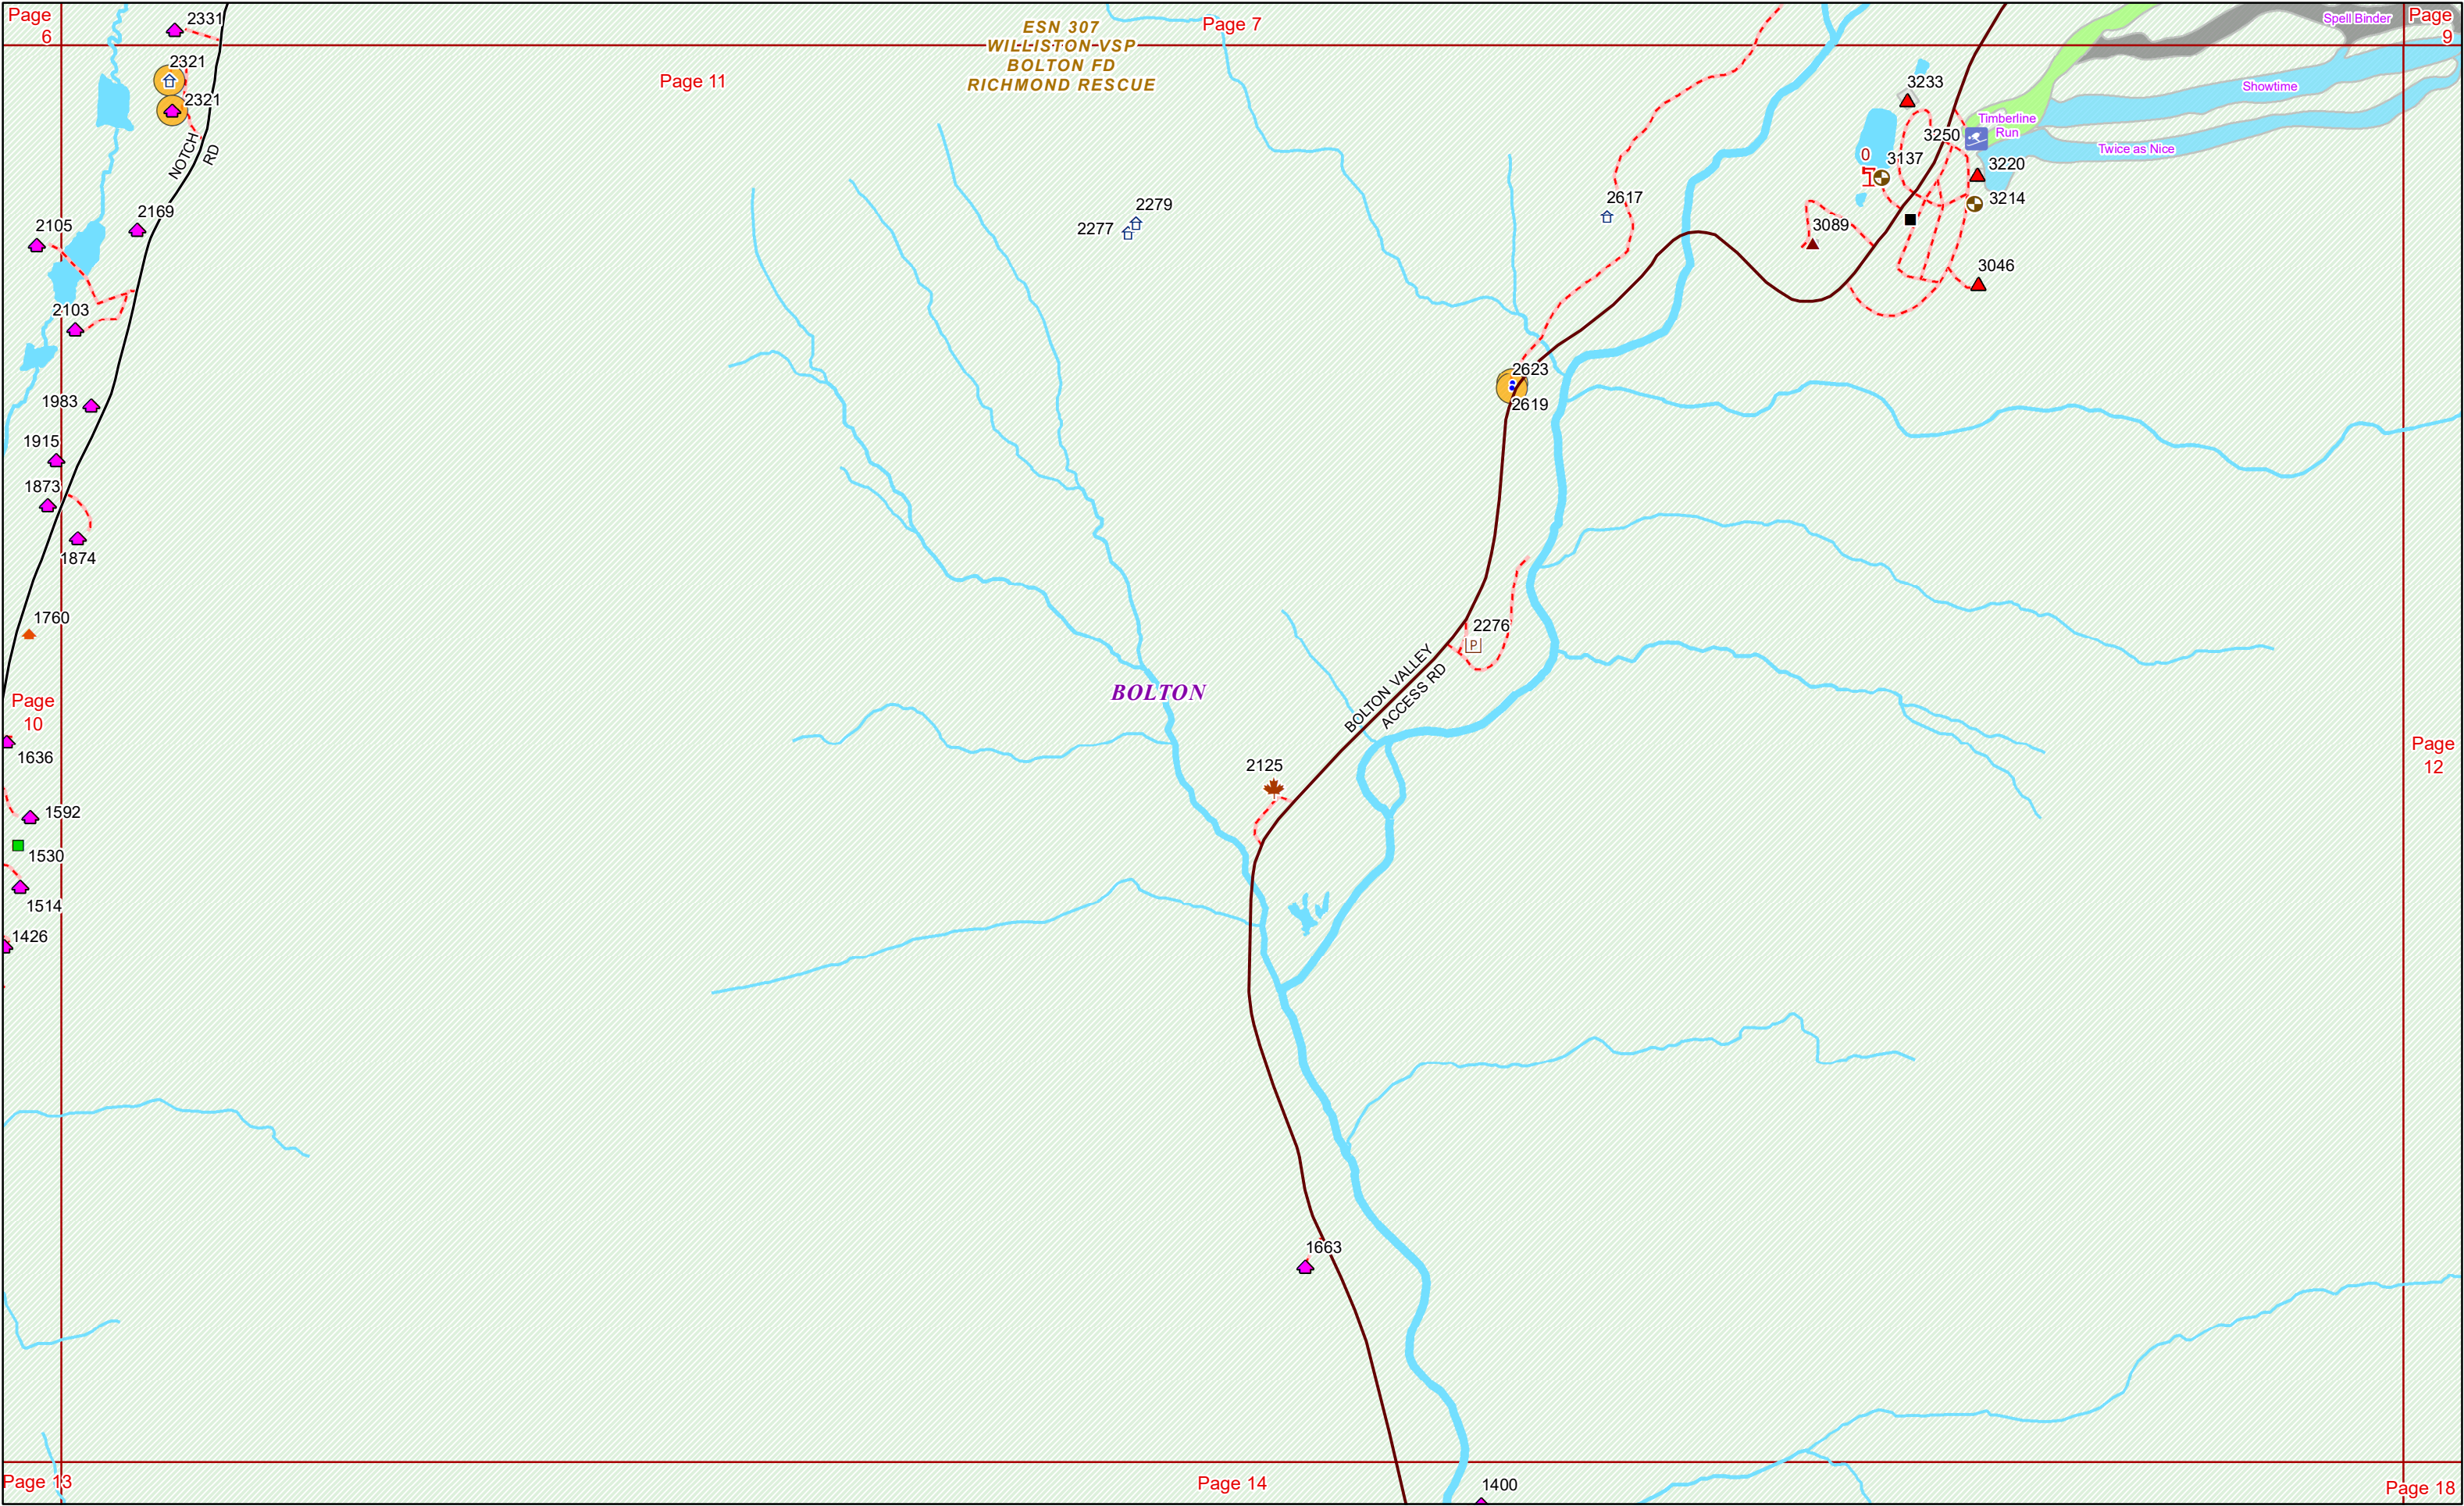 Page
6
2331
ESN 307
WILLISTON VSP
BOLTON FD
RICHMOND RESCUE
Page 7
Page 11
Spell Binder
Page
9
2321
2321
NOTCH
RD
Showtime
3233
Timberline
Run
3250
Twice as Nice
0
3137
3220
3214
2105
2169
2279
2277
2617
3089
3046
2103
2623
2619
1983
1915
1873
1874
1760
2276
P
BOLTON VALLEY
ACCESS RD
BOLTON
Page
10
1636
Page
12
2125
1592
1530
1514
1426
1663
Page 13
Page 14
1400
Page 18